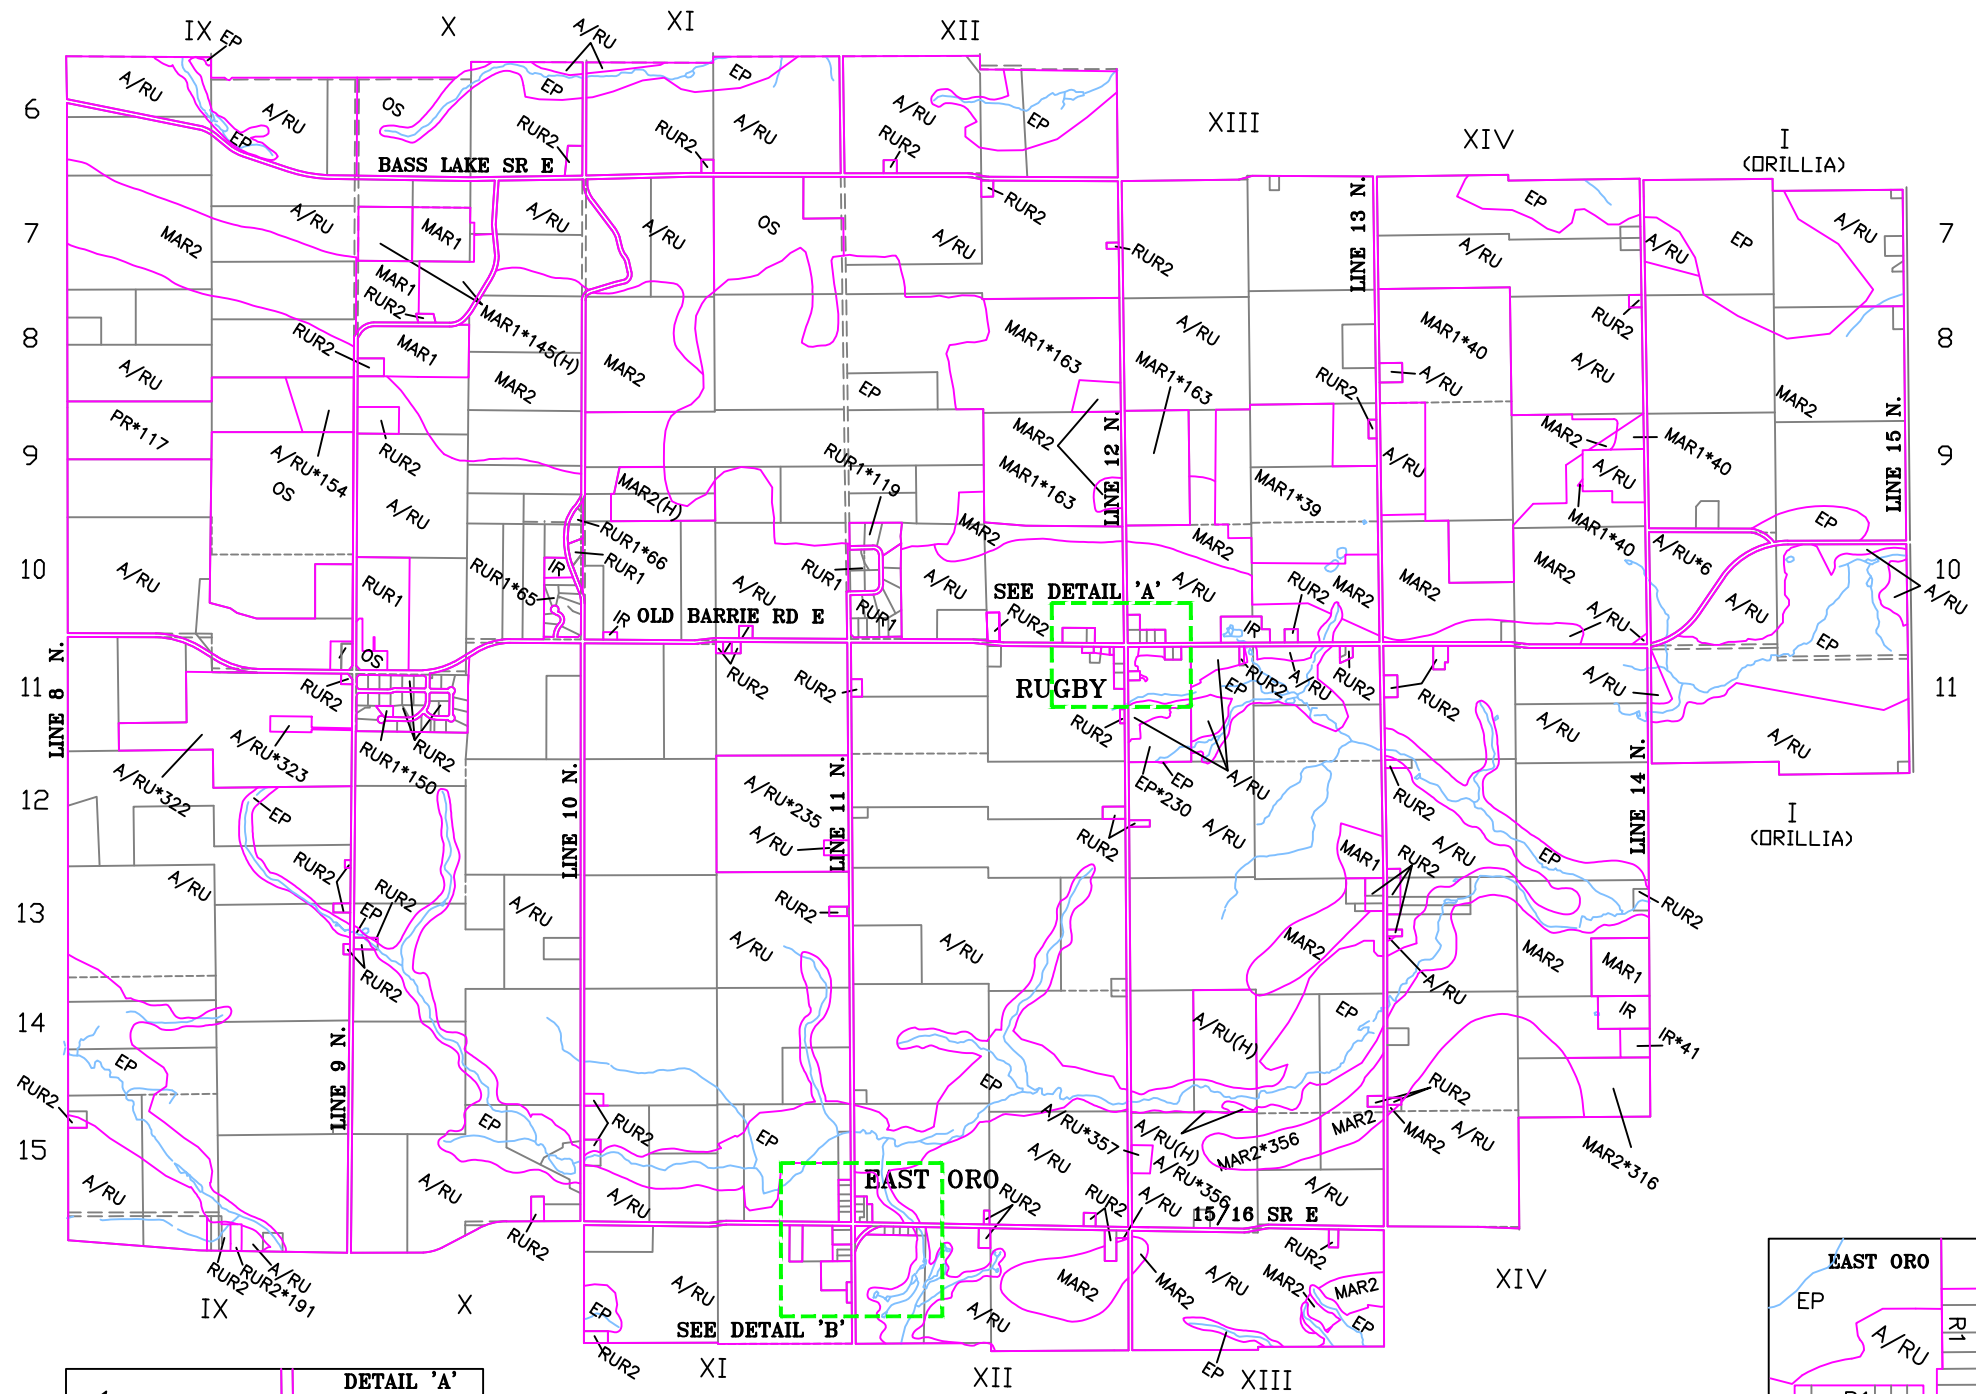 IX
X
XI
XII
EP
A/RU
6
A/RU
EP
A/RU
OS
EP
EP
A/RU
EP
RUR2
RUR2
A/RU
RUR2
XIII
XIV
I
(ORILLIA)
BASS LAKE SR E
7
MAR2
A/RU
MAR1
A/RU
A/RU
OS
A/RU
RUR2
RUR2
LINE 13 N.
EP
A/RU
A/RU
EP
A/RU
7
MAR1
RUR2
RUR2
MAR1*145(H)
8
A/RU
MAR1
MAR2
MAR2
EP
MAR1*163
A/RU
MAR1*163
RUR2
MAR1*40
A/RU
RUR2
A/RU
MAR2
8
PR*117
9
A/RU*154
OS
RUR2
A/RU
MAR2(H)
RUR1*119
MAR2
MAR1*163
LINE 12 N.
MAR1*39
A/RU
MAR2
MAR1*40
A/RU
LINE 15 N.
9
MAR2
MAR2
MAR1*40
EP
RUR1*66
RUR1
IR
RUR1*65
10
A/RU
RUR1
A/RU
RUR1
RUR1
A/RU
SEE DETAIL 'A'
A/RU
RUR2
MAR2
MAR2
MAR2
A/RU*6
A/RU
A/RU
10
A/RU
EP
OLD BARRIE RD E
IR
RUR2
IR
LINE 8 N.
11
OS
RUR2
RUR2
RUR2
RUGBY
EP
RUR2
A/RU
RUR2
RUR2
A/RU
11
RUR2
RUR1*150
RUR2
A/RU
A/RU
A/RU
A/RU*323
A/RU*322
12
EP
LINE 10 N.
A/RU*235
A/RU
LINE 11 N.
EP
EP*230
RUR2
A/RU
RUR2
LINE 14 N.
I
(ORILLIA)
A/RU
RUR2
RUR2
MAR1
RUR2
A/RU
EP
13
EP
A/RU
RUR2
A/RU
A/RU
MAR2
RUR2
RUR2
MAR2
MAR1
A/RU
14
LINE 9 N.
EP
EP
A/RU(H)
EP
IR
IR*41
RUR2
EP
RUR2
EP
A/RU*357
A/RU(H)
MAR2*356
MAR2
RUR2
MAR2
A/RU
15
A/RU
A/RU
A/RU*356
A/RU
MAR2*316
A/RU
A/RU
EAST ORO
RUR2
RUR2
A/RU
15/16 SR E
RUR2
RUR2
RUR2*191
A/RU
IX
X
A/RU
EP
SEE DETAIL 'B'
RUR2
XI
MAR2
A/RU
XII
MAR2
A/RU
EP
RUR2
MAR2
MAR2
EP
XIII
XIV
DETAIL 'A'
EAST ORO
EP
A/RU
R1